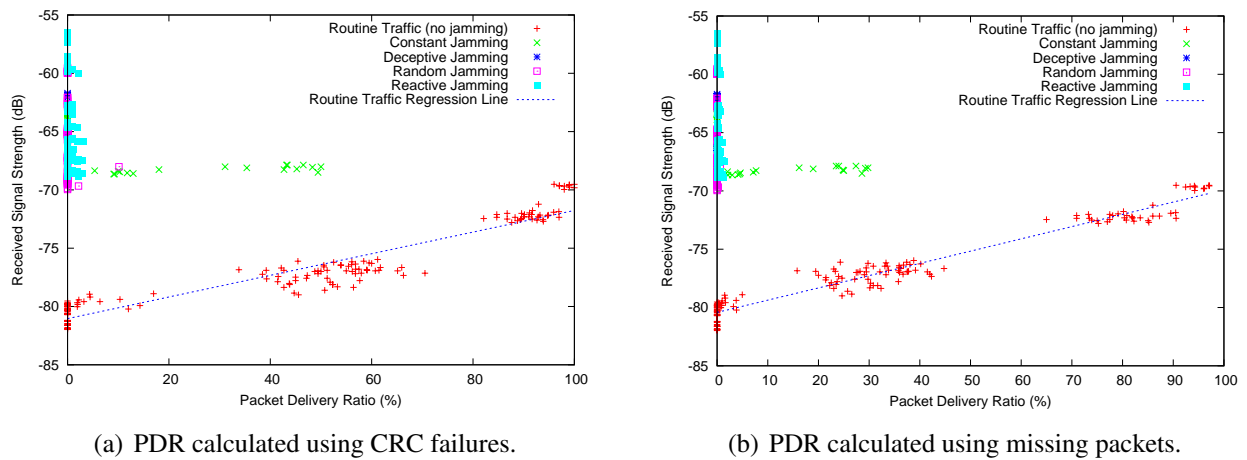 -55
-60
-65
-70
-75
-80
-85
0
20
40
60
80
100
Received Signal Strength (dB)
Packet Delivery Ratio (%)
Routine Traffic (no jamming)
Constant Jamming
Deceptive Jamming
Random Jamming
Reactive Jamming
Routine Traffic Regression Line
(a) PDR calculated using CRC failures.
-55
-60
-65
-70
-75
-80
-85
0
10
20
30
40
50
60
70
80
90
100
Received Signal Strength (dB)
Packet Delivery Ratio (%)
Routine Traffic (no jamming)
Constant Jamming
Deceptive Jamming
Random Jamming
Reactive Jamming
Routine Traffic Regression Line
(b) PDR calculated using missing packets.